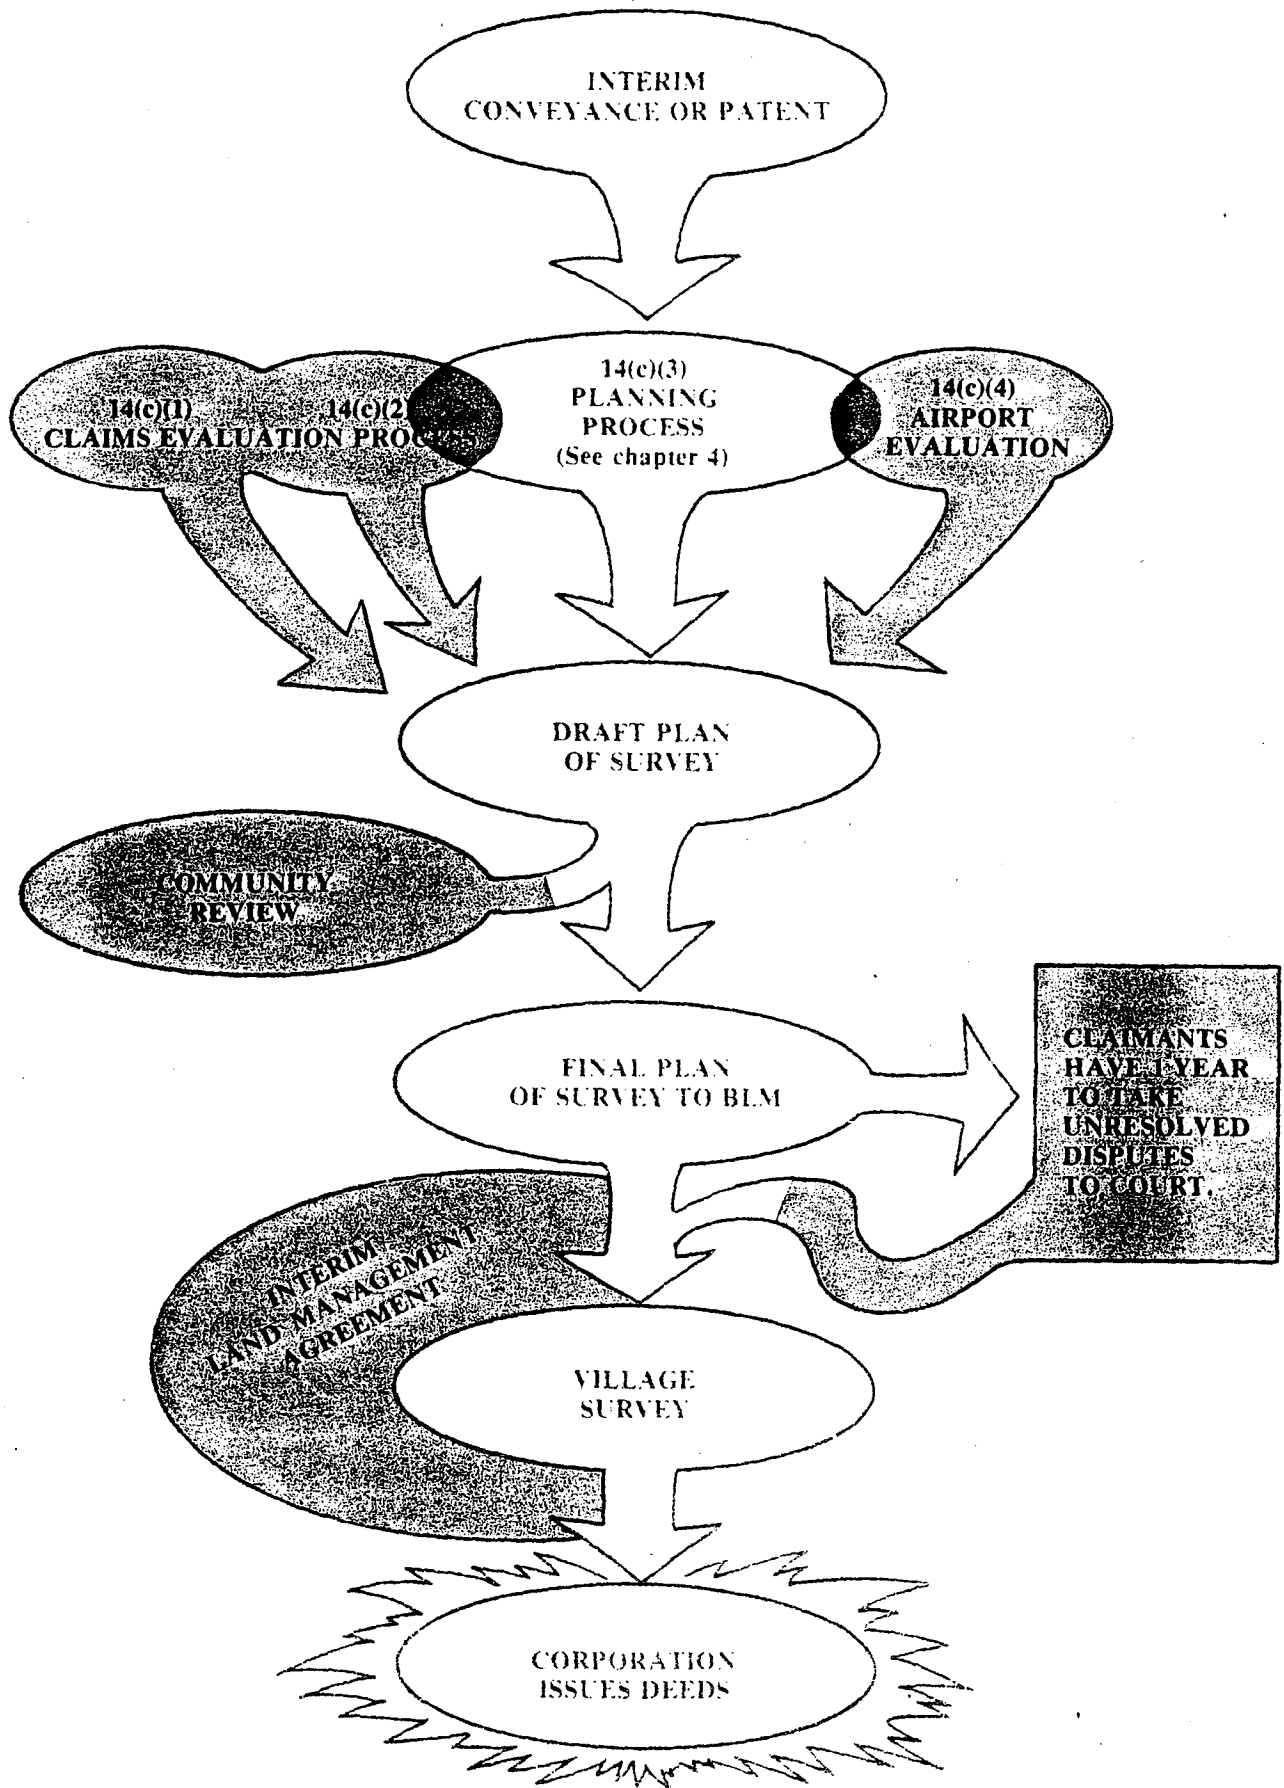 INTERIM
CONVEYANCE OR PATENT
14(c)(1)
14(c)(2)
CLAIMS EVALUATION PROCESS
14(c)(3)
PLANNING
PROCESS
(See chapter 4)
14(c)(4)
AIRPORT
EVALUATION
DRAFT PLAN
OF SURVEY
COMMUNITY
REVIEW
FINAL PLAN
OF SURVEY TO BLM
CLAIMANTS
HAVE 1 YEAR
TO TAKE
UNRESOLVED
DISPUTES
TO COURT.
INTERIM
LAND MANAGEMENT
AGREEMENT
VILLAGE
SURVEY
CORPORATION
ISSUES DEEDS